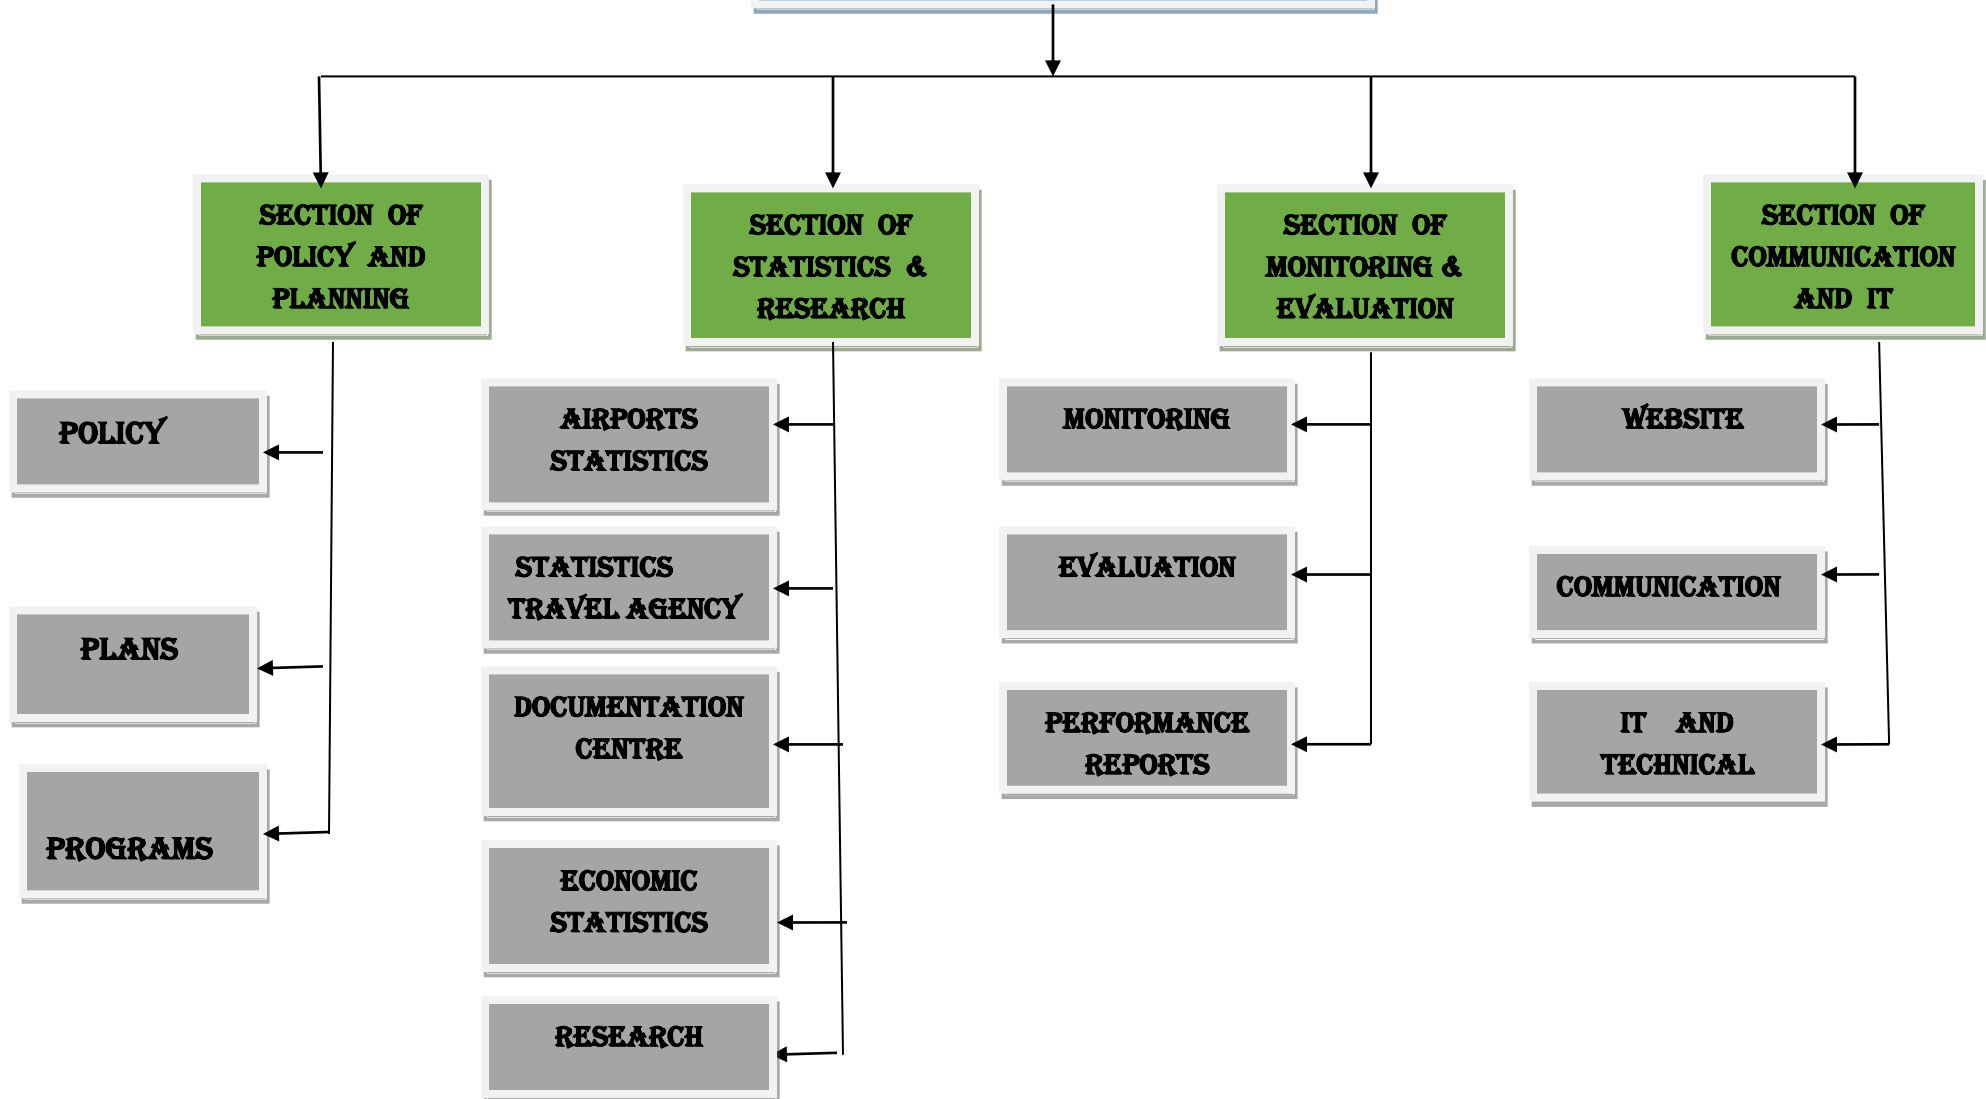 SECTION OF
POLICY AND
PLANNING
SECTION OF
STATISTICS &
RESEARCH
SECTION OF
MONITORING &
EVALUATION
SECTION OF
COMMUNICATION
AND IT
POLICY
PLANS
PROGRAMS
AIRPORTS
STATISTICS
STATISTICS
TRAVEL AGENCY
DOCUMENTATION
CENTRE
ECONOMIC
STATISTICS
RESEARCH
MONITORING
EVALUATION
PERFORMANCE
REPORTS
WEBSITE
COMMUNICATION
IT AND
TECHNICAL